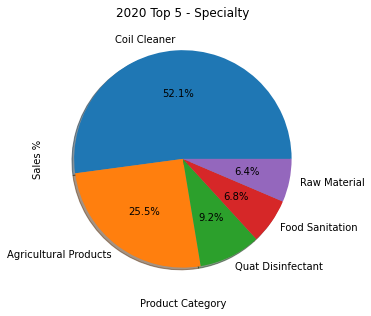 2020 Top 5 - Specialty
Coil Cleaner
52.1%
Sales %
6.4%
Raw Material
6.8%
25.5%
9.2%
Food Sanitation
Agricultural Products
Quat Disinfectant
Product Category